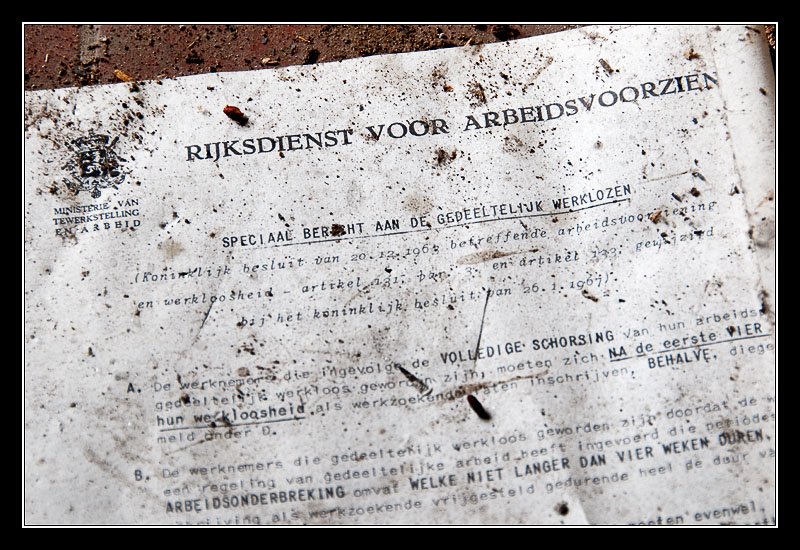 RIJKSDIENST VOOR ARBEIDSVOORZIEN
MINISTERIE VAN
TEWERKSTELLING
EN ARBEID
SPECIAAL BERICHT AAN DE GEDEELTELIJK WERKLOZEN
(Koninklijk besluit van 20.12.1963 betreffende arbeidsvoorziening
en werkloosheid - artikel 131, par. 3, en artikel 133, gewijzigd
bij het koninklijk besluit van 26.1.1967).
A. De werknemers die ingevolge de VOLLEDIGE SCHORSING van hun arbeids
gedeeltelijk werkloos geworden zijn, moeten zich NA de eerste VIER
hun werkloosheid als werkzoekende laten inschrijven, BEHALVE, diege
meld onder D.
B. De werknemers die gedeeltelijk werkloos geworden zijn doordat de w
een regeling van gedeeltelijke arbeid heeft ingevoerd die periodes
ARBEIDSONDERBREKING omvat WELKE NIET LANGER DAN VIER WEKEN DUREN,
als werkzoekende vrijgesteld gedurende heel de duur va
moeten evenwel,